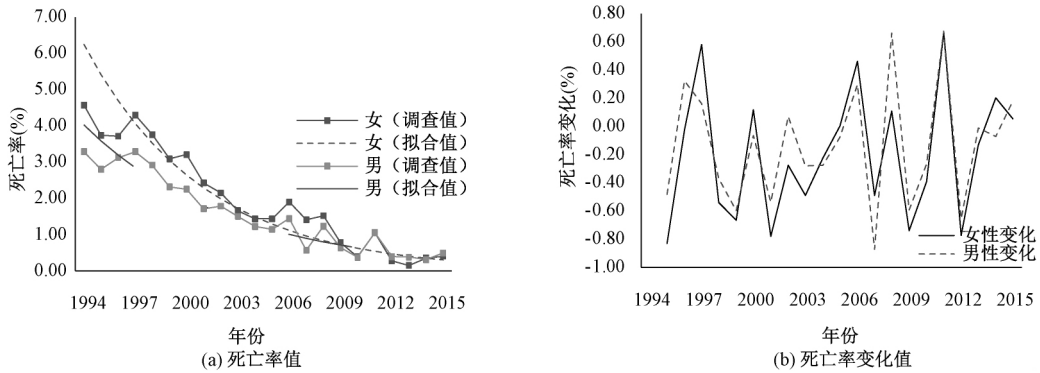 7.00
6.00
5.00
4.00
3.00
2.00
1.00
0.00
死亡率(%)
女（调查值）
女（拟合值）
男（调查值）
男（拟合值）
1994 1997 2000 2003 2006 2009 2012 2015
年份
(a) 死亡率值
0.80
0.60
0.40
0.20
0.00
-0.20
-0.40
-0.60
-0.80
-1.00
死亡率变化(%)
女性变化
男性变化
1994 1997 2000 2003 2006 2009 2012 2015
年份
(b) 死亡率变化值